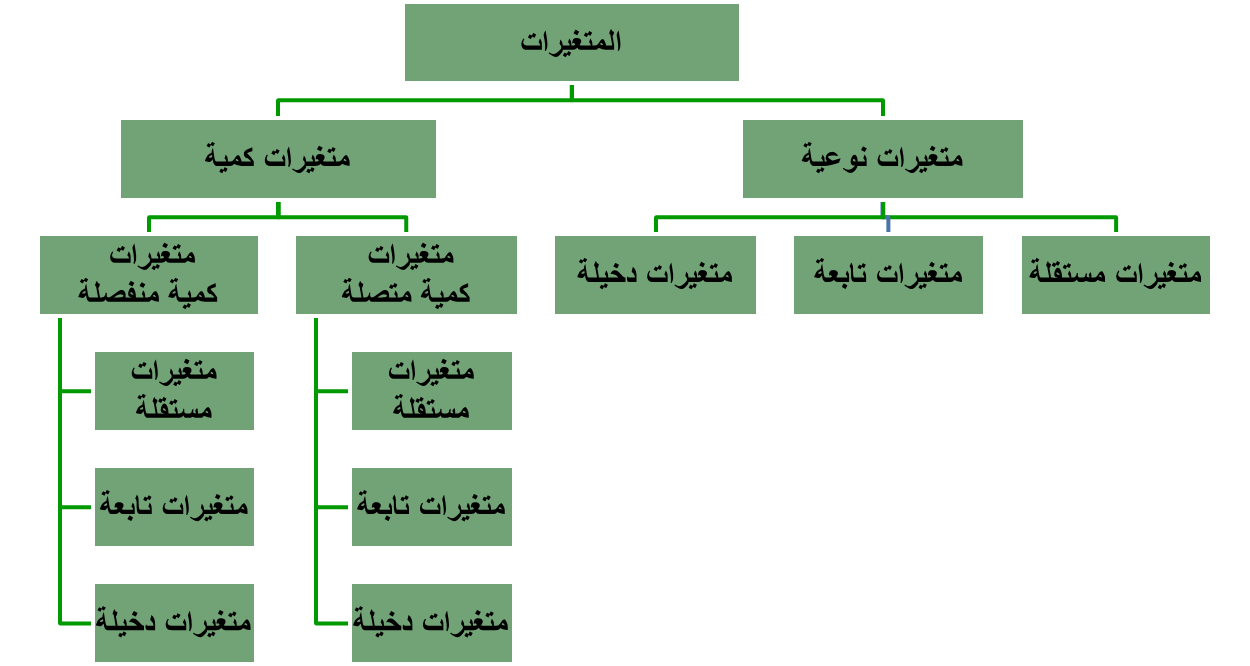 المتغيرات
متغيرات نوعية
متغيرات كمية
متغيرات مستقلة
متغيرات تابعة
متغيرات دخيلة
متغيرات
كمية متصلة
متغيرات
كمية منفصلة
متغيرات
مستقلة
متغيرات
مستقلة
متغيرات تابعة
متغيرات تابعة
متغيرات دخيلة
متغيرات دخيلة